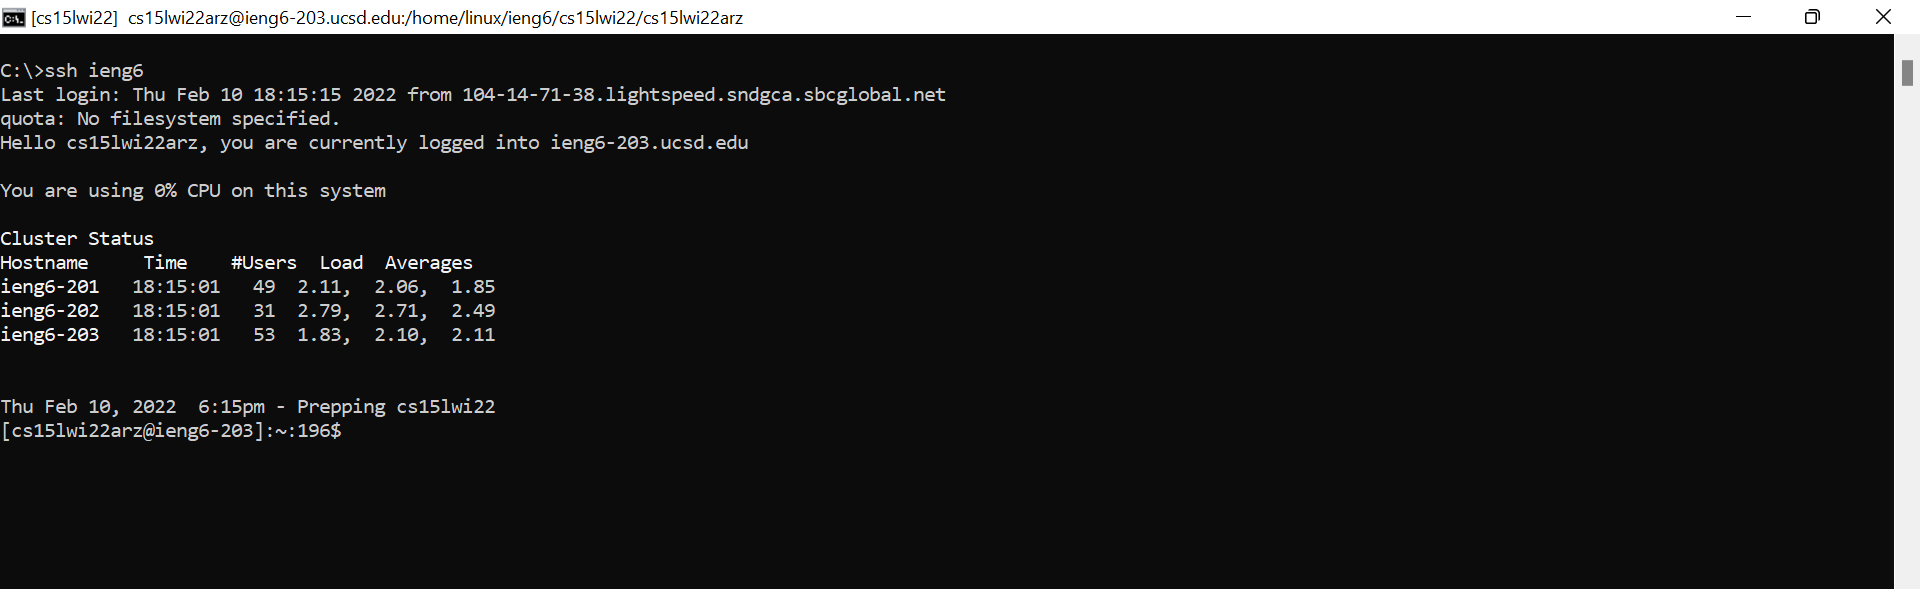 [cs15lwi22] cs15lwi22arz@ieng6-203.ucsd.edu:/home/linux/ieng6/cs15lwi22/cs15lwi22arz
C:\>ssh ieng6
Last login: Thu Feb 10 18:15:15 2022 from 104-14-71-38.lightspeed.sndgca.sbcglobal.net
quota: No filesystem specified.
Hello cs15lwi22arz, you are currently logged into ieng6-203.ucsd.edu
You are using 0% CPU on this system
Cluster Status
Hostname     Time    #Users  Load  Averages
ieng6-201   18:15:01   49  2.11,  2.06,  1.85
ieng6-202   18:15:01   31  2.79,  2.71,  2.49
ieng6-203   18:15:01   53  1.83,  2.10,  2.11
Thu Feb 10, 2022  6:15pm - Prepping cs15lwi22
[cs15lwi22arz@ieng6-203]:~:196$